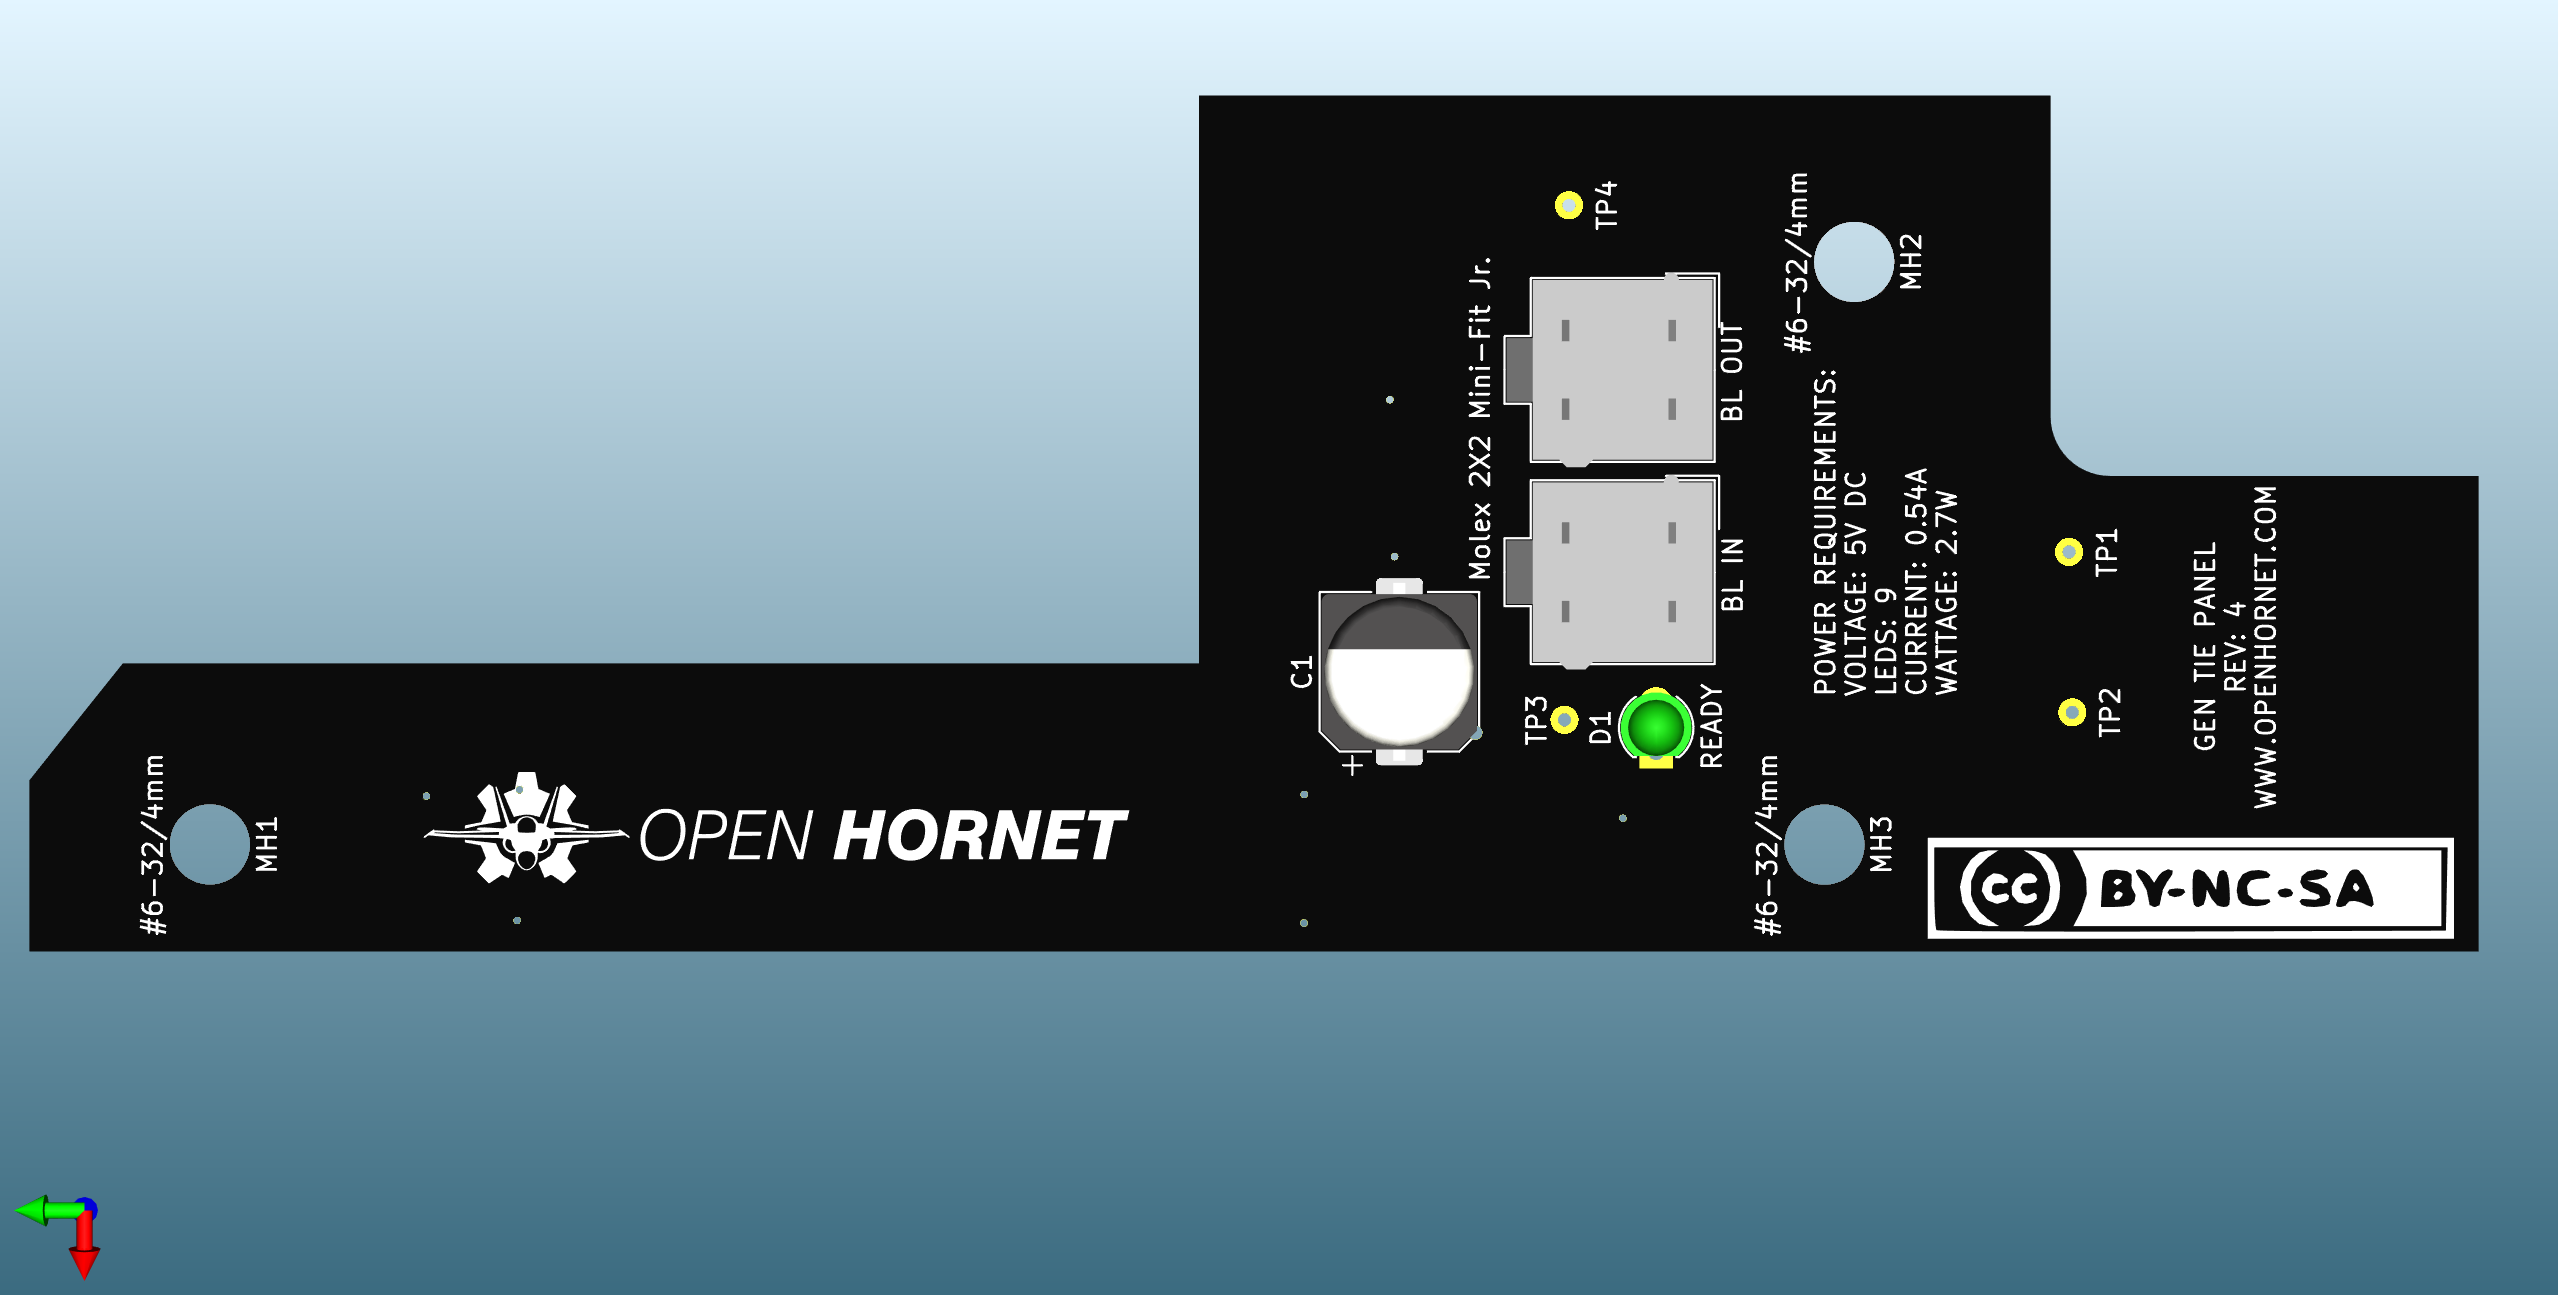 TP4
#6-32/4mm
MH2
Molex 2X2 Mini-Fit Jr.
BL OUT
BL IN
POWER REQUIREMENTS:
VOLTAGE: 5V DC
LEDS: 9
CURRENT: 0.54A
WATTAGE: 2.7W
TP1
TP2
GEN TIE PANEL
REV: 4
WWW.OPENHORNET.COM
C1
+
TP3
D1
READY
#6-32/4mm
MH1
OPEN HORNET
#6-32/4mm
MH3
cc BY-NC-SA